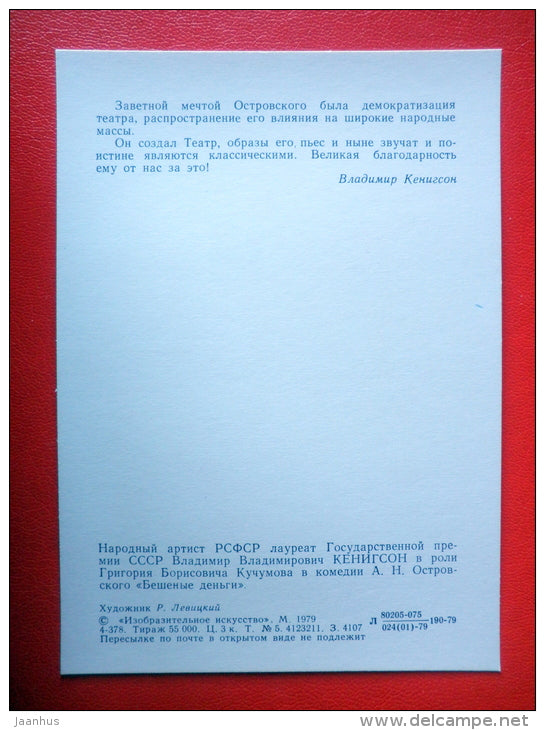 Заветной мечтой Островского была демократизация
театра, распространение его влияния на широкие народные
массы.
Он создал Театр, образы его пьес и ныне звучат и по-
истине являются классическими. Великая благодарность
ему от нас за это!
Владимир Кенигсон
Народный артист РСФСР лауреат Государственной пре-
мии СССР Владимир Владимирович КЕНИГСОН в роли
Григория Борисовича Кучумова в комедии А. Н. Остров-
ского «Бешеные деньги».
Художник Р. Левицкий
© «Изобразительное искусство», М. 1979
4-378. Тираж 55 000. Ц. 3 к. Т. № 5. 4123211. З. 4107
Пересылке по почте в открытом виде не подлежит
Л 80205-075
024(01)-79 190-79
jaanhus
www.delcampe.net